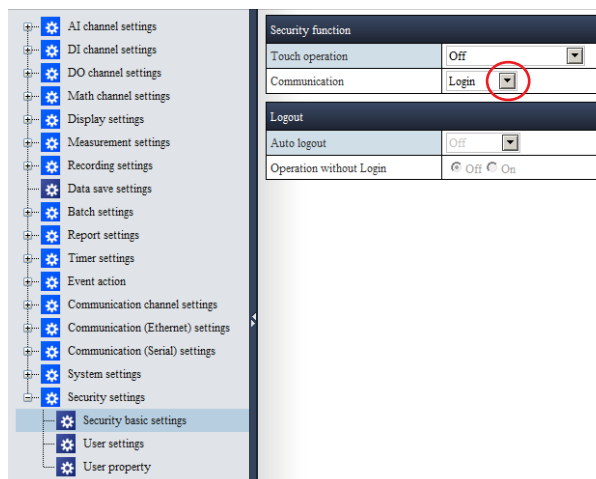 AI channel settings
DI channel settings
DO channel settings
Math channel settings
Display settings
Measurement settings
Recording settings
Data save settings
Batch settings
Report settings
Timer settings
Event action
Communication channel settings
Communication (Ethernet) settings
Communication (Serial) settings
System settings
Security settings
Security basic settings
User settings
User property
Security function
Touch operation Off
Communication Login
Logout
Auto logout Off
Operation without Login Off On